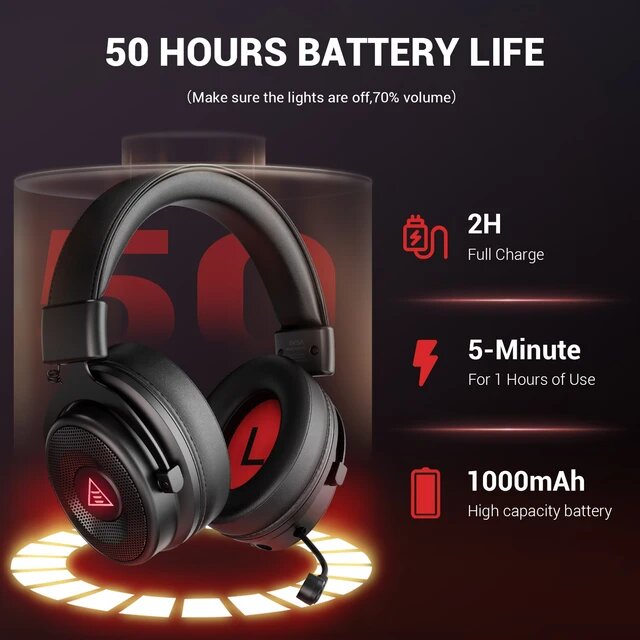 50 HOURS BATTERY LIFE
(Make sure the lights are off,70% volume)
50
2H
Full Charge
5-Minute
For 1 Hours of Use
L
1000mAh
High capacity battery